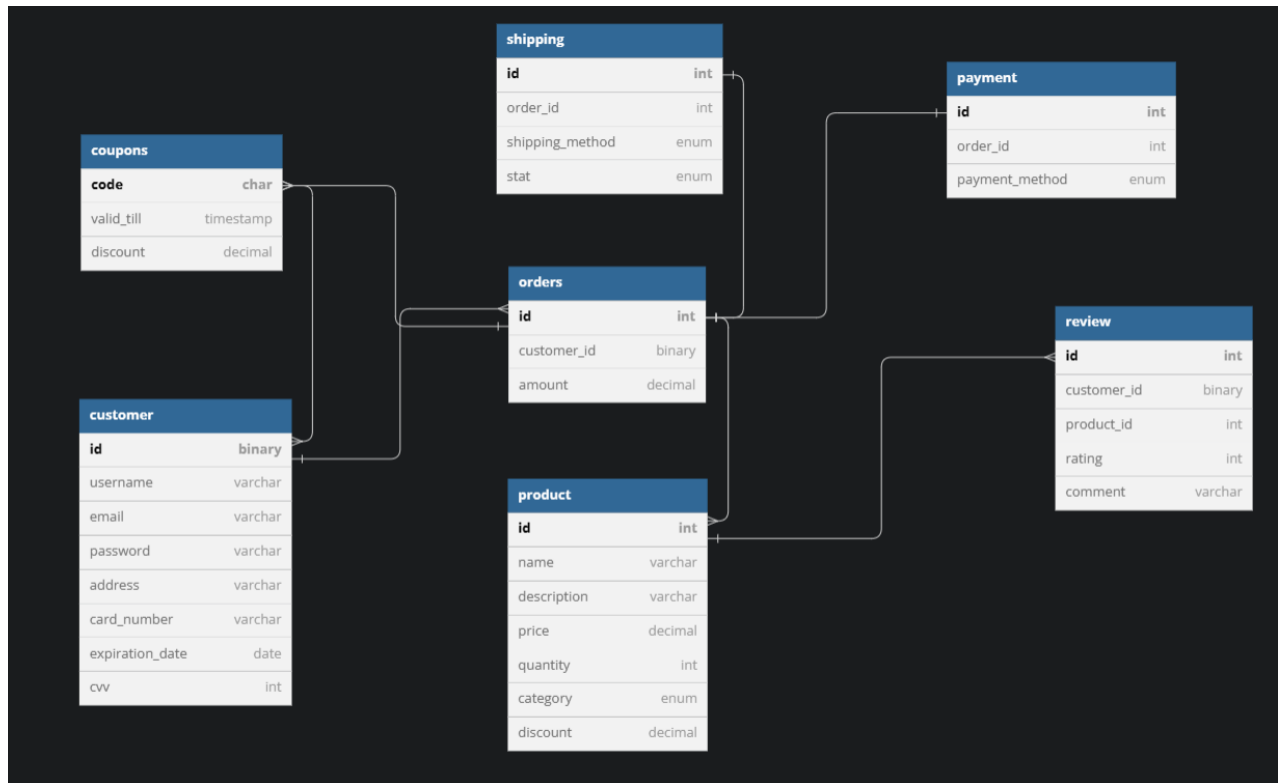 shipping
id int
order_id int
shipping_method enum
stat enum
payment
id int
order_id int
payment_method enum
coupons
code char
valid_till timestamp
discount decimal
orders
id int
customer_id binary
amount decimal
review
id int
customer_id binary
product_id int
rating int
comment varchar
customer
id binary
username varchar
email varchar
password varchar
address varchar
card_number varchar
expiration_date date
cvv int
product
id int
name varchar
description varchar
price decimal
quantity int
category enum
discount decimal